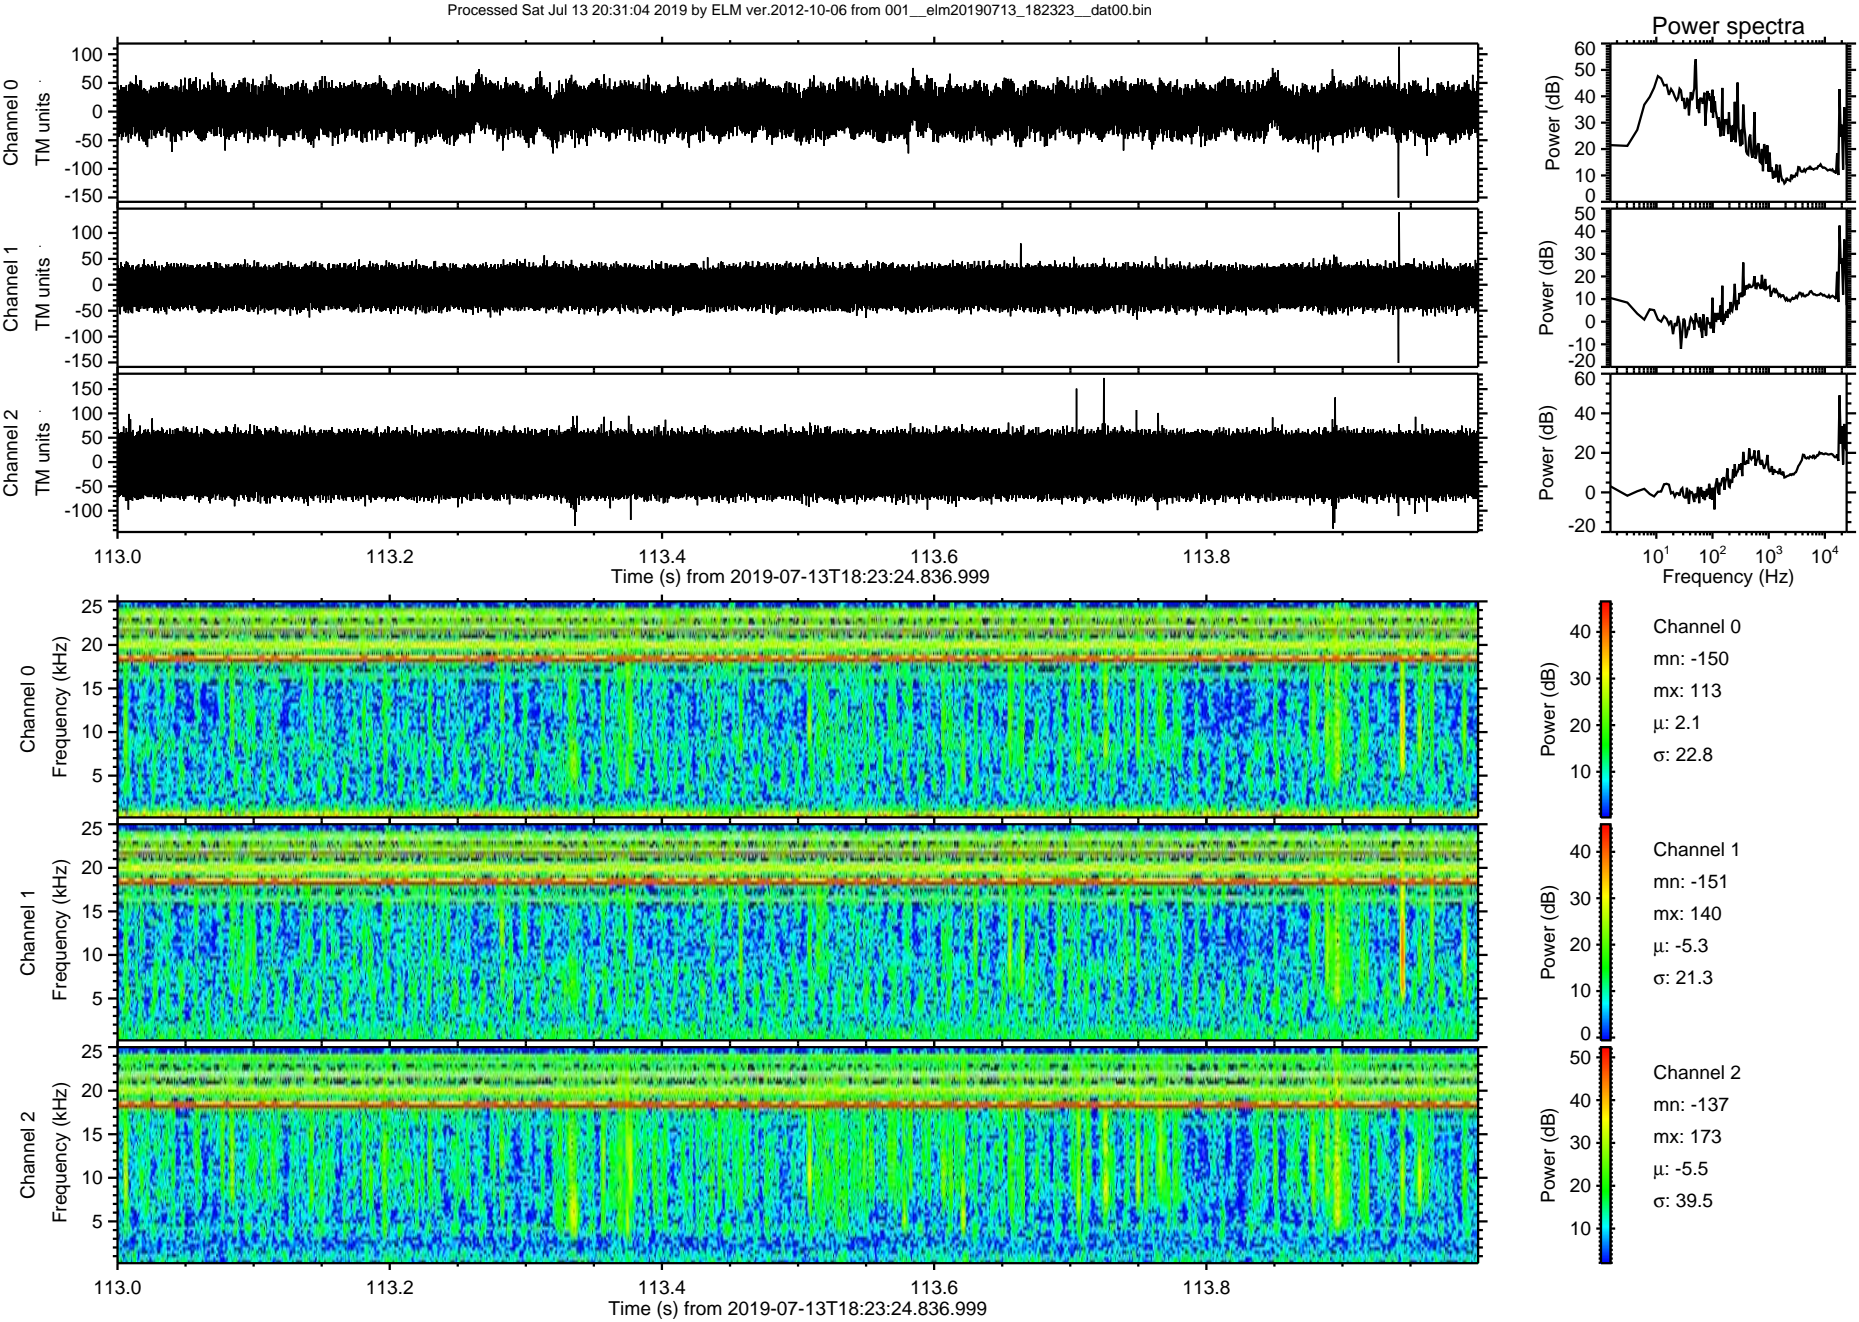 Processed Sat Jul 13 20:31:04 2019 by ELM ver.2012-10-06 from 001__elm20190713_182323__dat00.bin
Power spectra
Channel 0
TM units
100
50
0
-50
-100
-150
Power (dB)
60
50
40
30
20
10
0
Channel 1
TM units
100
50
0
-50
-100
-150
Power (dB)
50
40
30
20
10
0
-10
-20
Channel 2
TM units
150
100
50
0
-50
-100
Power (dB)
60
40
20
0
-20
113.0 113.2 113.4 113.6 113.8
Time (s) from 2019-07-13T18:23:24.836.999
10¹ 10² 10³ 10⁴
Frequency (Hz)
Channel 0
Frequency (kHz)
25
20
15
10
5
Power (dB)
40
30
20
10
Channel 0
mn: -150
mx: 113
μ: 2.1
σ: 22.8
Channel 1
Frequency (kHz)
25
20
15
10
5
Power (dB)
40
30
20
10
0
Channel 1
mn: -151
mx: 140
μ: -5.3
σ: 21.3
Channel 2
Frequency (kHz)
25
20
15
10
5
Power (dB)
50
40
30
20
10
Channel 2
mn: -137
mx: 173
μ: -5.5
σ: 39.5
113.0 113.2 113.4 113.6 113.8
Time (s) from 2019-07-13T18:23:24.836.999